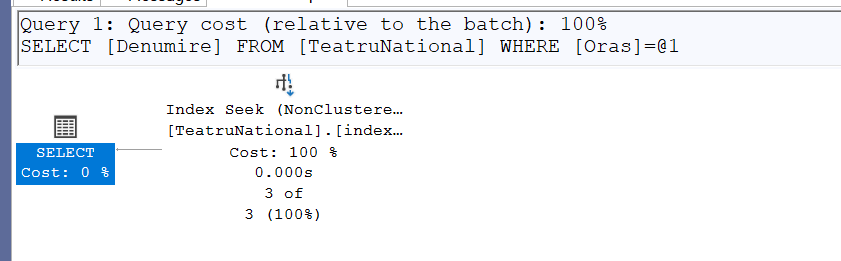 Query 1: Query cost (relative to the batch): 100%
SELECT [Denumire] FROM [TeatruNational] WHERE [Oras]=@1
Index Seek (NonClustere…
[TeatruNational].[index…
SELECT
Cost: 100 %
Cost: 0 %
0.000s
3 of
3 (100%)